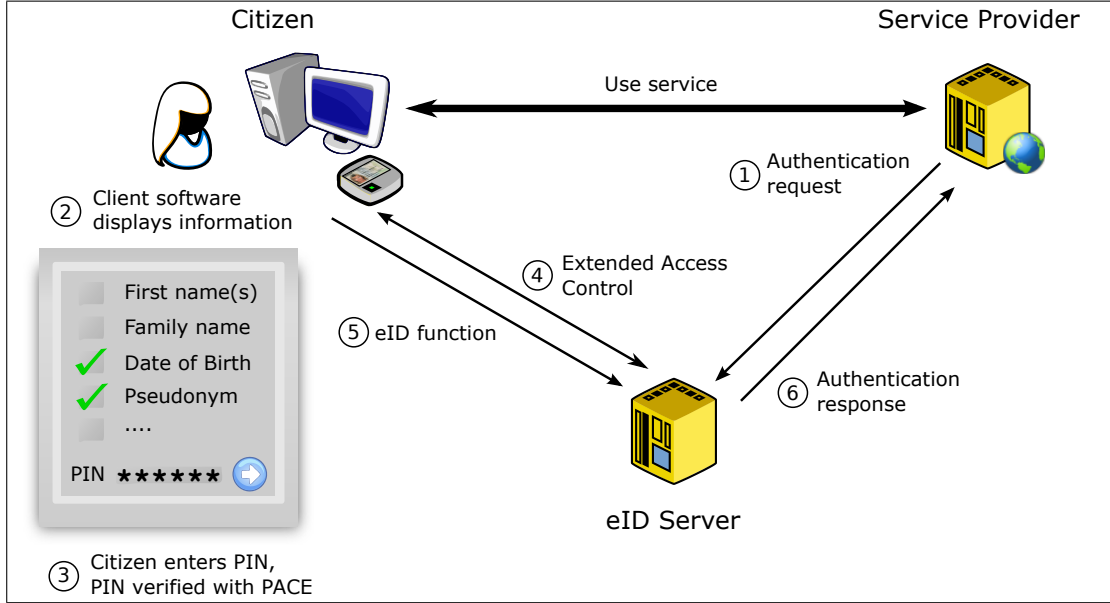 Citizen
Service Provider
Use service
1 Authentication
request
2 Client software
displays information
First name(s)
Family name
Date of Birth
Pseudonym
....
PIN ******
3 Citizen enters PIN,
PIN verified with PACE
4 Extended Access
Control
5 eID function
6 Authentication
response
eID Server